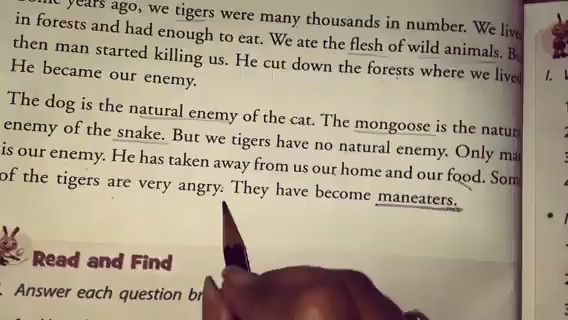 years ago, we tigers were many thousands in number. We live
in forests and had enough to eat. We ate the flesh of wild animals. B
then man started killing us. He cut down the forests where we lived
He became our enemy.
The dog is the natural enemy of the cat. The mongoose is the natur
enemy of the snake. But we tigers have no natural enemy. Only ma
is our enemy. He has taken away from us our home and our food. Som
of the tigers are very angry. They have become maneaters.
Read and Find
Answer each question br
I.